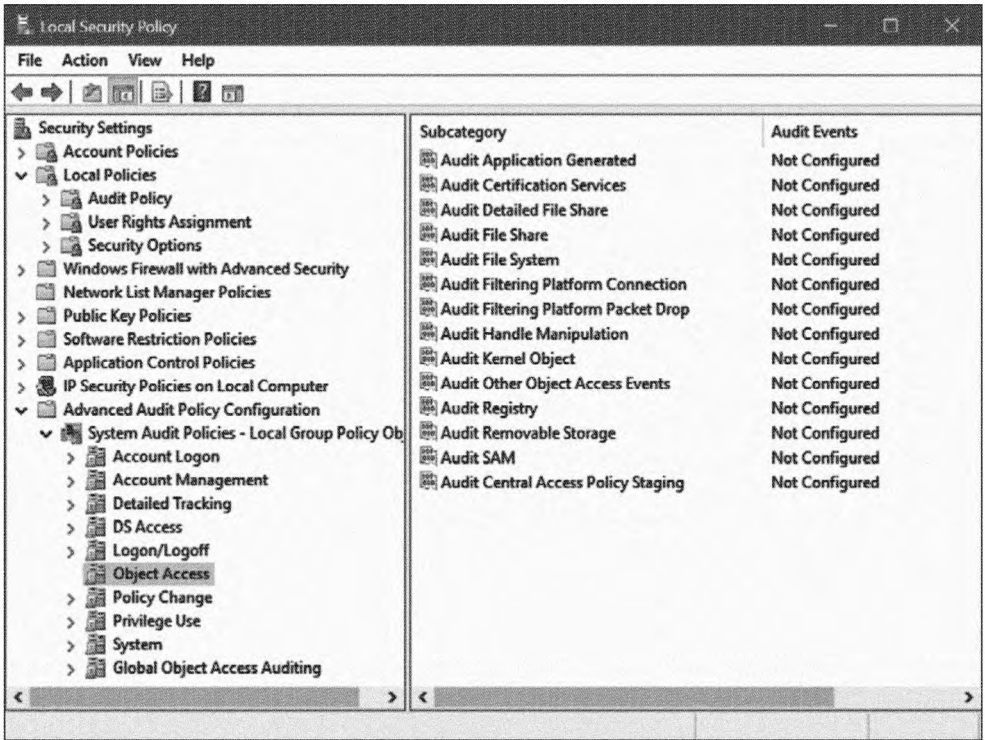 Local Security Policy
File Action View Help
Security Settings
Account Policies
Local Policies
Audit Policy
User Rights Assignment
Security Options
Windows Firewall with Advanced Security
Network List Manager Policies
Public Key Policies
Software Restriction Policies
Application Control Policies
IP Security Policies on Local Computer
Advanced Audit Policy Configuration
System Audit Policies - Local Group Policy Ob
Account Logon
Account Management
Detailed Tracking
DS Access
Logon/Logoff
Object Access
Policy Change
Privilege Use
System
Global Object Access Auditing
Subcategory Audit Events
Audit Application Generated Not Configured
Audit Certification Services Not Configured
Audit Detailed File Share Not Configured
Audit File Share Not Configured
Audit File System Not Configured
Audit Filtering Platform Connection Not Configured
Audit Filtering Platform Packet Drop Not Configured
Audit Handle Manipulation Not Configured
Audit Kernel Object Not Configured
Audit Other Object Access Events Not Configured
Audit Registry Not Configured
Audit Removable Storage Not Configured
Audit SAM Not Configured
Audit Central Access Policy Staging Not Configured